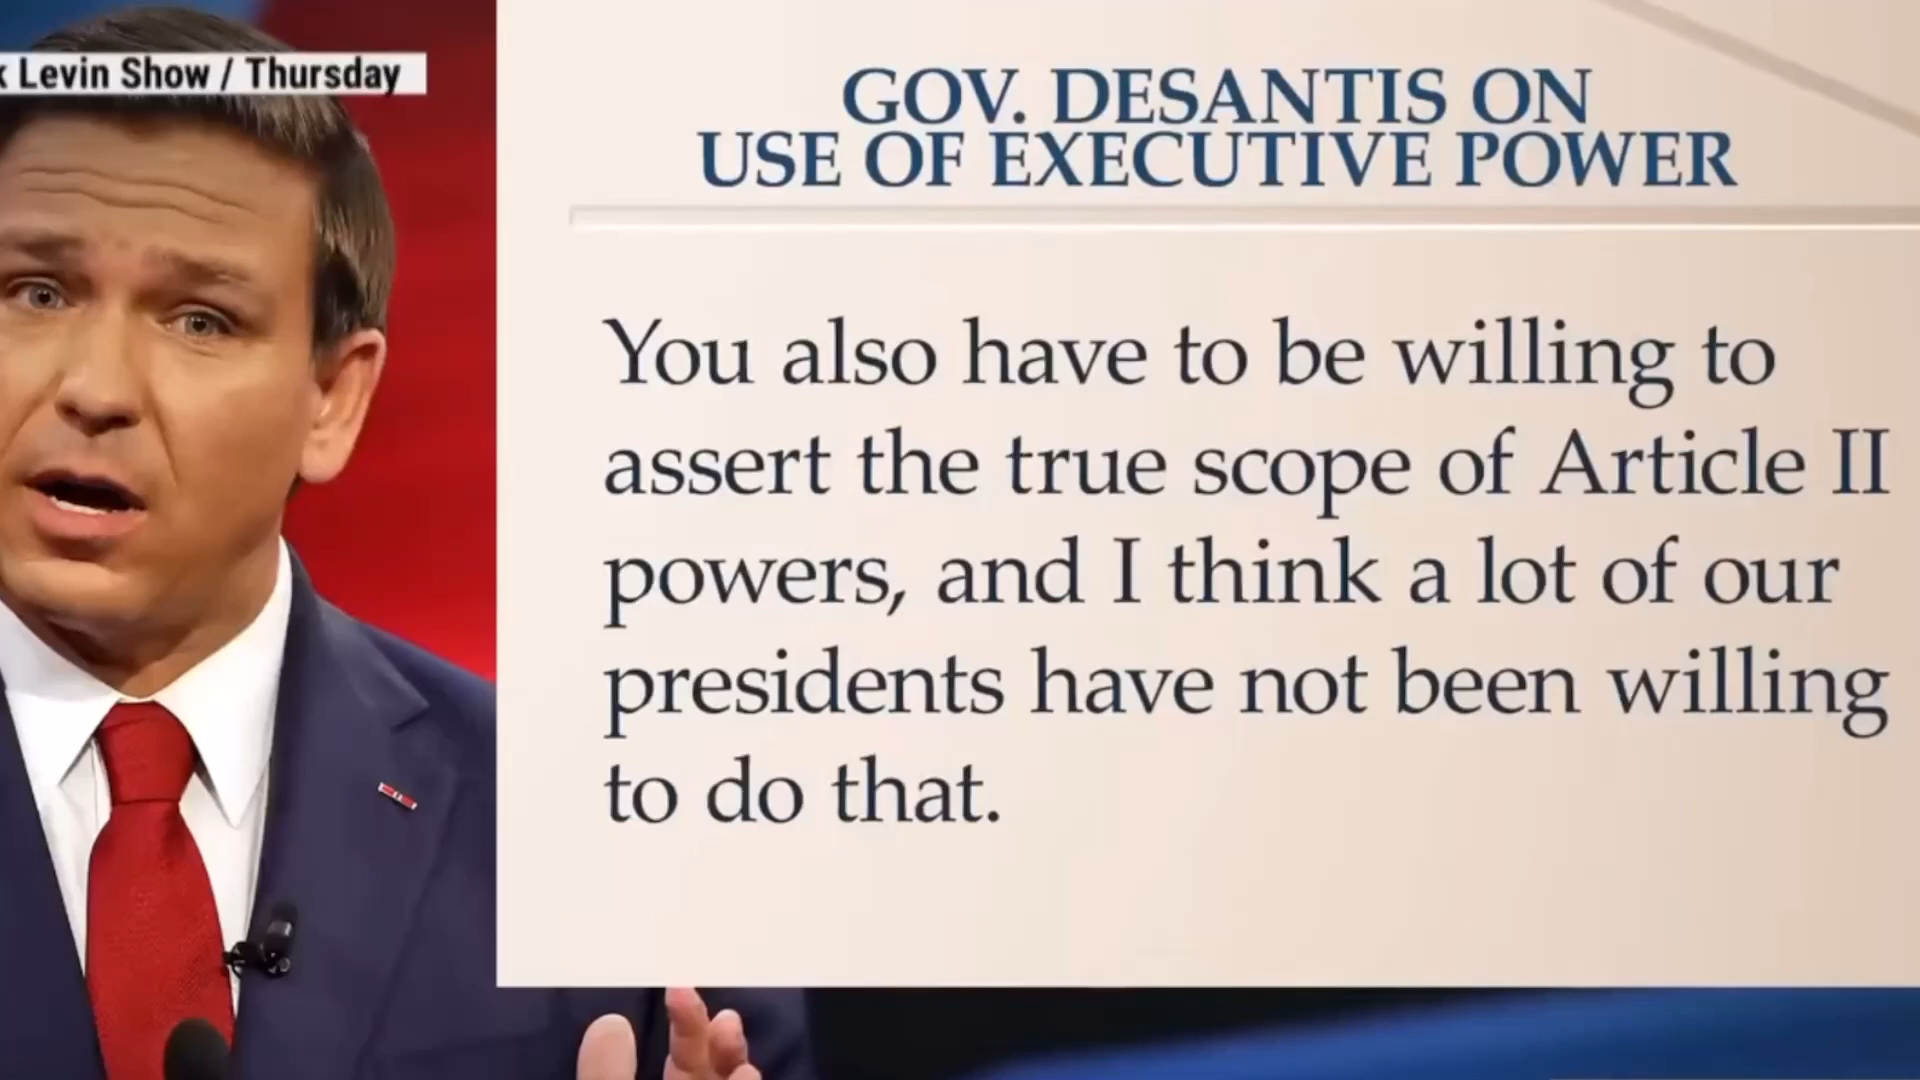 k Levin Show / Thursday
GOV. DESANTIS ON
USE OF EXECUTIVE POWER
You also have to be willing to
assert the true scope of Article II
powers, and I think a lot of our
presidents have not been willing
to do that.